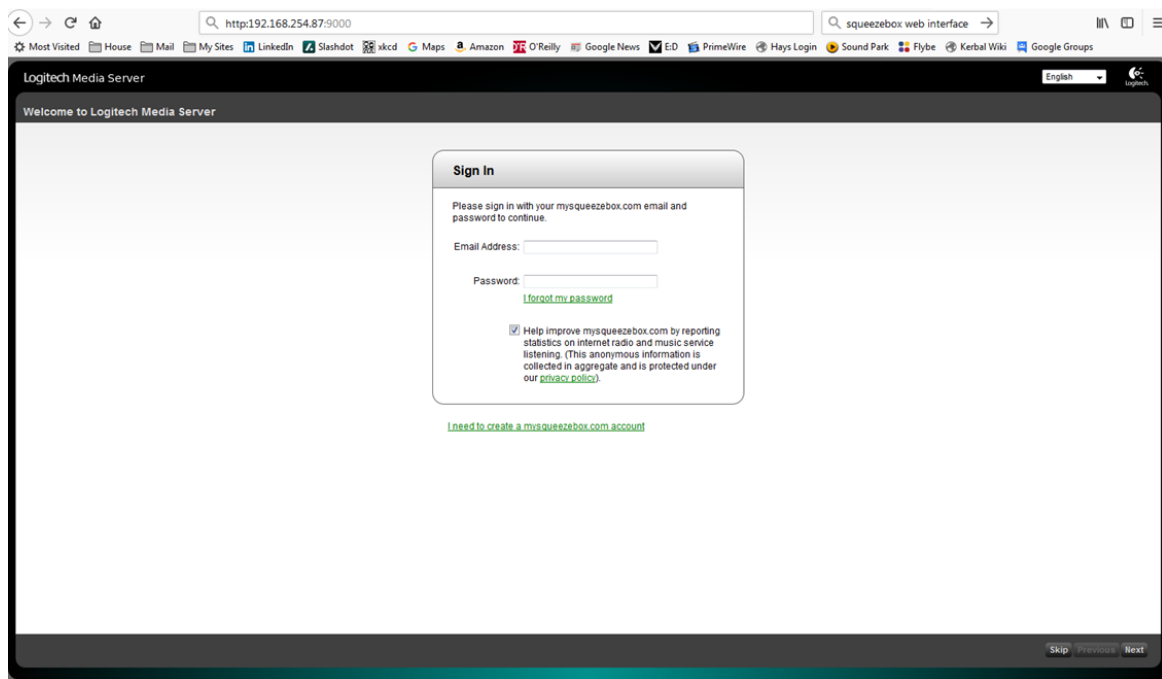 http:192.168.254.87:9000
squeezebox web interface
Most Visited House Mail My Sites LinkedIn Slashdot xkcd Maps Amazon O'Reilly Google News E:D PrimeWire Hays Login Sound Park Flybe Kerbal Wiki Google Groups
Logitech Media Server
English
Logitech
Welcome to Logitech Media Server
Sign In
Please sign in with your mysqueezebox.com email and
password to continue.
Email Address:
Password:
I forgot my password
Help improve mysqueezebox.com by reporting
statistics on internet radio and music service
listening. (This anonymous information is
collected in aggregate and is protected under
our privacy policy).
I need to create a mysqueezebox.com account
Skip Previous Next